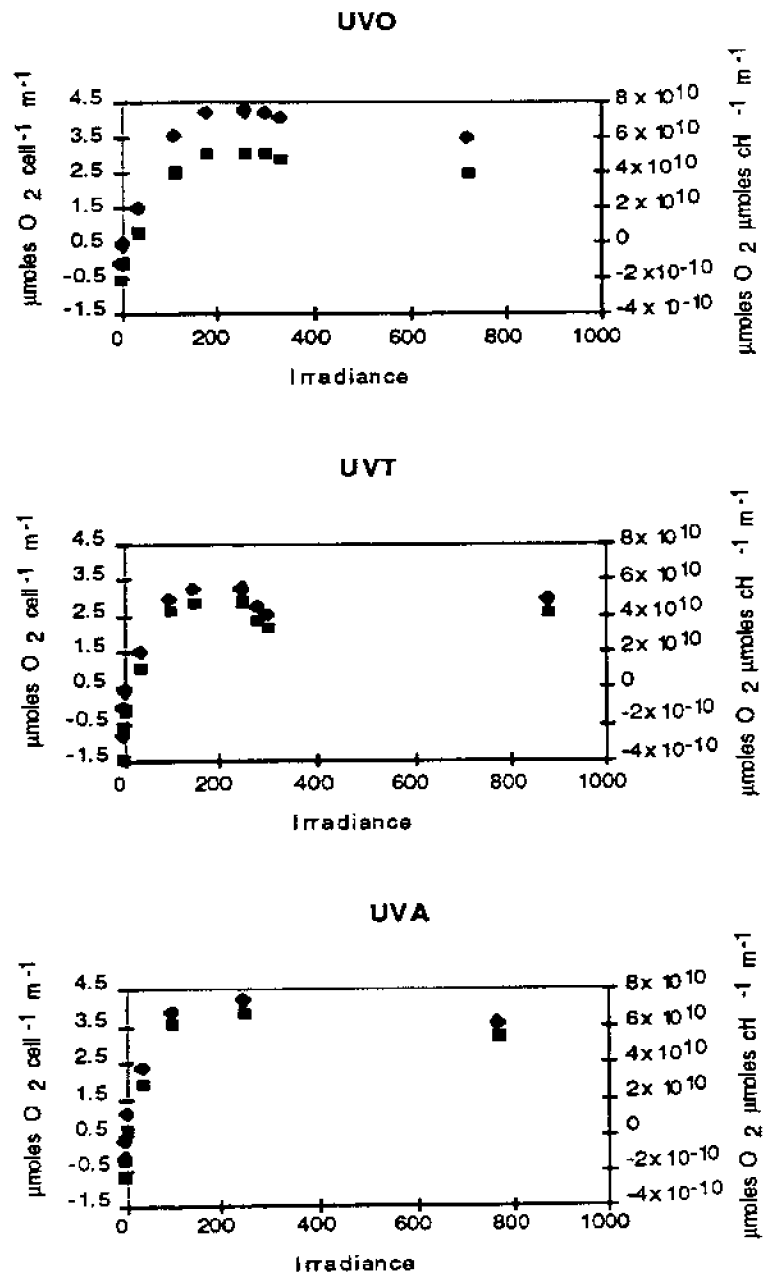 UVO
µmoles O 2 cell-1 m-1
4.5
3.5
2.5
1.5
0.5
-0.5
-1.5
8 x 10^10
6 x 10^10
4 x 10^10
2 x 10^10
0
-2 x 10^-10
-4 x 10^-10
µmoles O 2 µmoles chl -1 m-1
0 200 400 600 800 1000
Irradiance
UVT
µmoles O 2 cell-1 m-1
4.5
3.5
2.5
1.5
0.5
-0.5
-1.5
8 x 10^10
6 x 10^10
4 x 10^10
2 x 10^10
0
-2 x 10^-10
-4 x 10^-10
µmoles O 2 µmoles chl -1 m-1
0 200 400 600 800 1000
Irradiance
UVA
µmoles O 2 cell-1 m-1
4.5
3.5
2.5
1.5
0.5
-0.5
-1.5
8 x 10^10
6 x 10^10
4 x 10^10
2 x 10^10
0
-2 x 10^-10
-4 x 10^-10
µmoles O 2 µmoles chl -1 m-1
0 200 400 600 800 1000
Irradiance